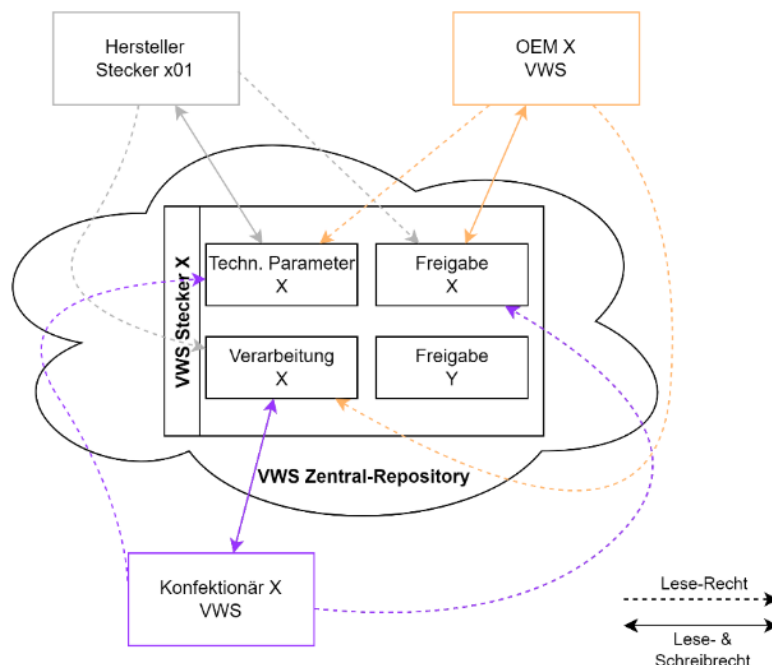 Hersteller
Stecker x01
OEM X
VWS
VWS Stecker X
Techn. Parameter
X
Freigabe
X
Verarbeitung
X
Freigabe
Y
VWS Zentral-Repository
Konfektionär X
VWS
Lese-Recht
Lese- &
Schreibrecht